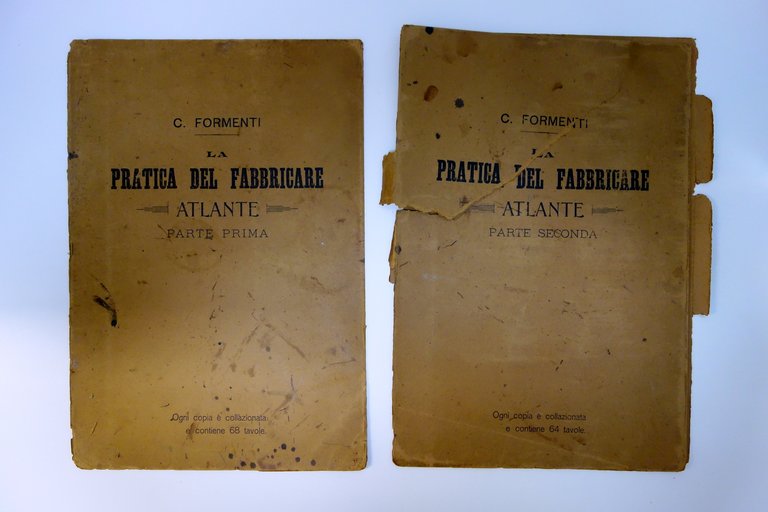 C. FORMENTI
LA
PRATICA DEL FABBRICARE
ATLANTE
PARTE PRIMA
Ogni copia è collazionata
e contiene 68 tavole.
C. FORMENTI
LA
PRATICA DEL FABBRICARE
ATLANTE
PARTE SECONDA
Ogni copia è collazionata
e contiene 64 tavole.